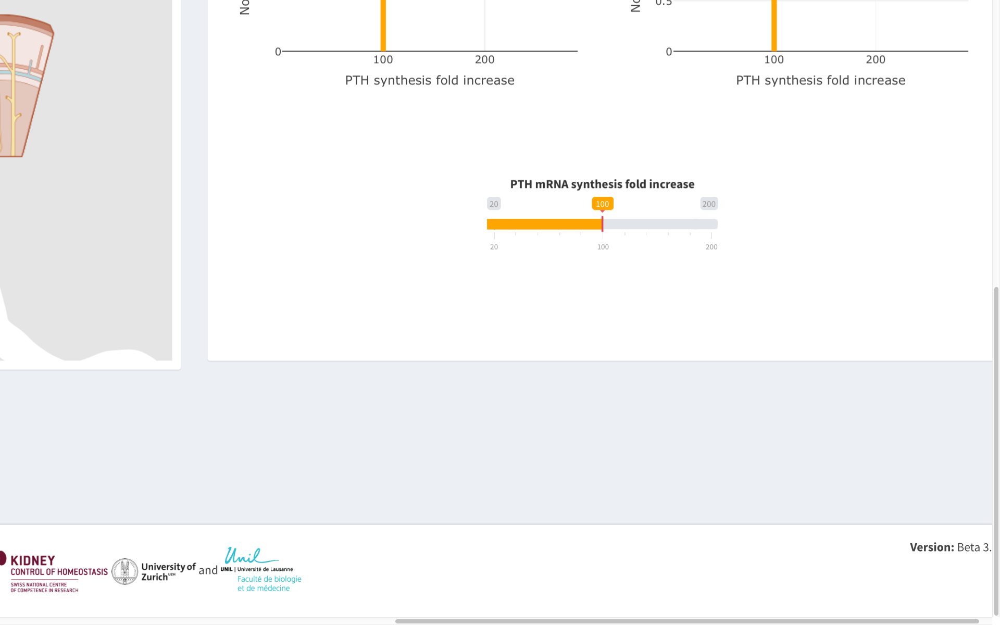 No
0
100
200
PTH synthesis fold increase
No
0.5
0
100
200
PTH synthesis fold increase
PTH mRNA synthesis fold increase
20
100
200
20
100
200
KIDNEY
CONTROL OF HOMEOSTASIS
SWISS NATIONAL CENTRE
OF COMPETENCE IN RESEARCH
University of
Zurich UZH
and
Unil
UNIL | Université de Lausanne
Faculté de biologie
et de médecine
Version: Beta 3.